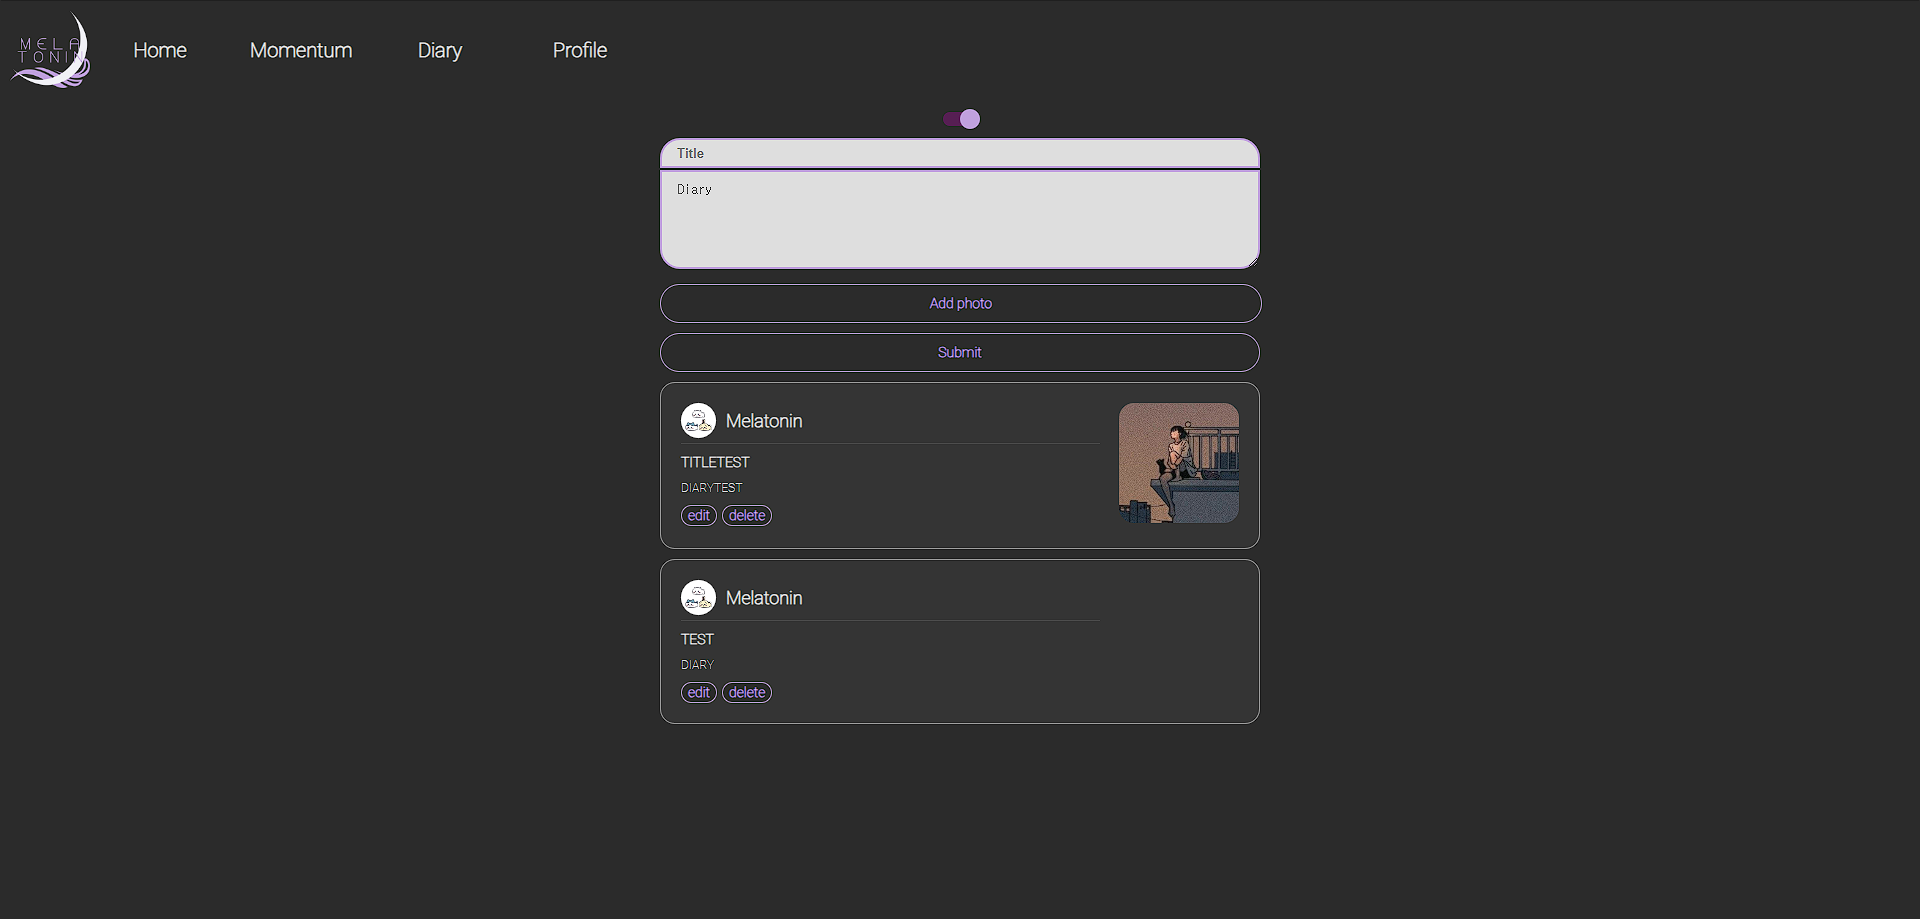 MELA
TONIN
Home Momentum Diary Profile
Title
Diary
Add photo
Submit
Melatonin
TITLETEST
DIARYTEST
edit delete
Melatonin
TEST
DIARY
edit delete